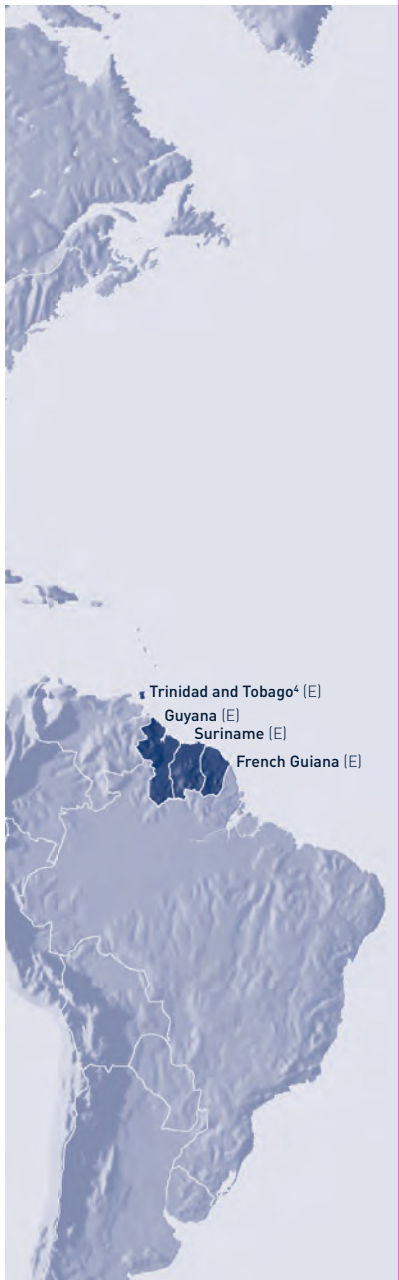 Trinidad and Tobago⁴ (E)
Guyana (E)
Suriname (E)
French Guiana (E)